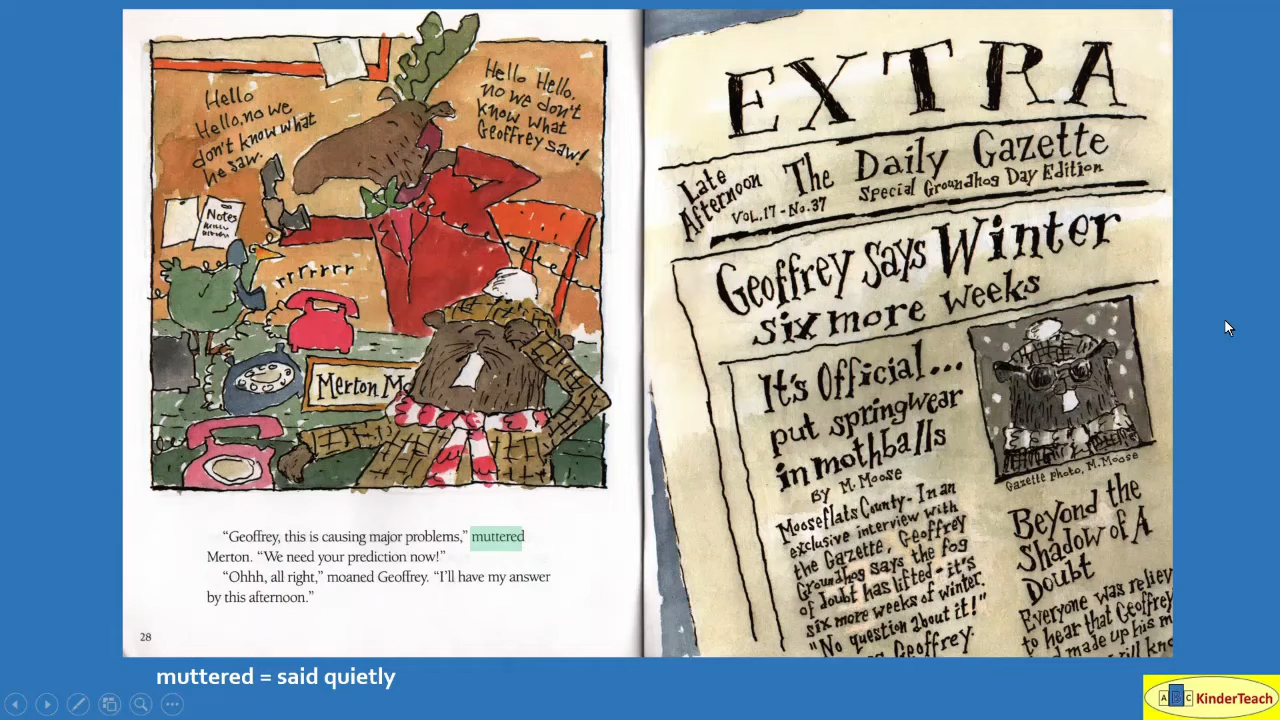 Hello
Hello, no we
don't know what
he saw.
Hello Hello.
no we don't
know what
Geoffrey saw!
Notes
rrrrrrr
Merton Mo
"Geoffrey, this is causing major problems," muttered
Merton. "We need your prediction now!"
"Ohhh, all right," moaned Geoffrey. "I'll have my answer
by this afternoon."
28
EXTRA
Late
Afternoon
The Daily Gazette
Vol. 17 - No. 37
Special Groundhog Day Edition
Geoffrey says Winter
six more weeks
It's Official...
put springwear
in mothballs
By M. Moose
Mooseflats County - In an
exclusive interview with
the Gazette, Geoffrey
Groundhog says the fog
of doubt has lifted - it's
six more weeks of winter.
"No question about it!"
Geoffrey.
Gazette photo, M. Moose
Beyond the
Shadow of A
Doubt
Everyone was reliev
to hear that Geoffrey
made up his m
will kno
muttered = said quietly
ABC KinderTeach